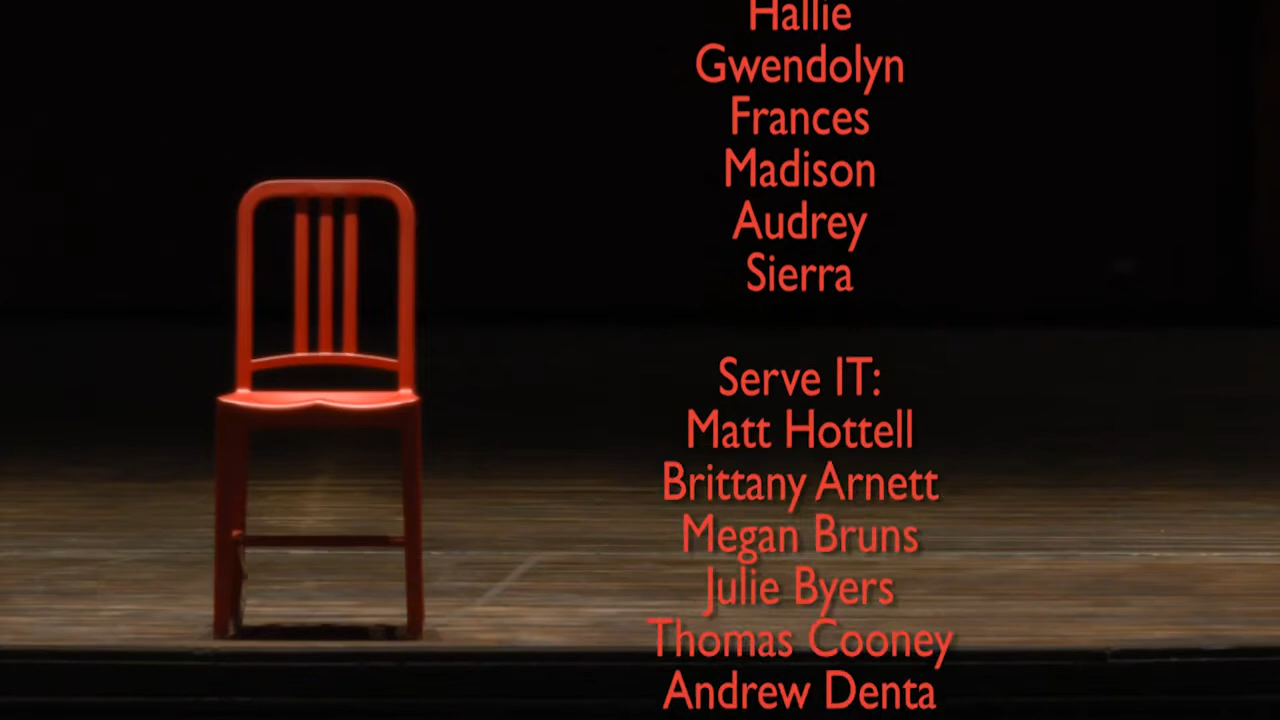 Hallie
Gwendolyn
Frances
Madison
Audrey
Sierra
Serve IT:
Matt Hottell
Brittany Arnett
Megan Bruns
Julie Byers
Thomas Cooney
Andrew Denta